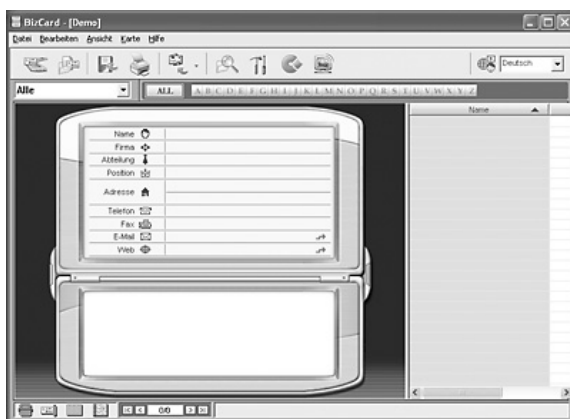 BizCard - [Demo]
Datei Bearbeiten Ansicht Karte Hilfe
Deutsch
Alle ALL A B C D E F G H I J K L M N O P Q R S T U V W X Y Z
Name
Name
Firma
Abteilung
Position
Adresse
Telefon
Fax
E-Mail
Web
0/0